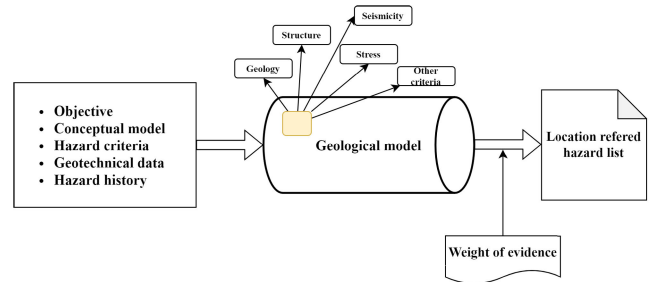 Seismicity
Structure
Stress
Geology
Other
criteria
• Objective
• Conceptual model
• Hazard criteria
• Geotechnical data
• Hazard history
Geological model
Location refered
hazard list
Weight of evidence